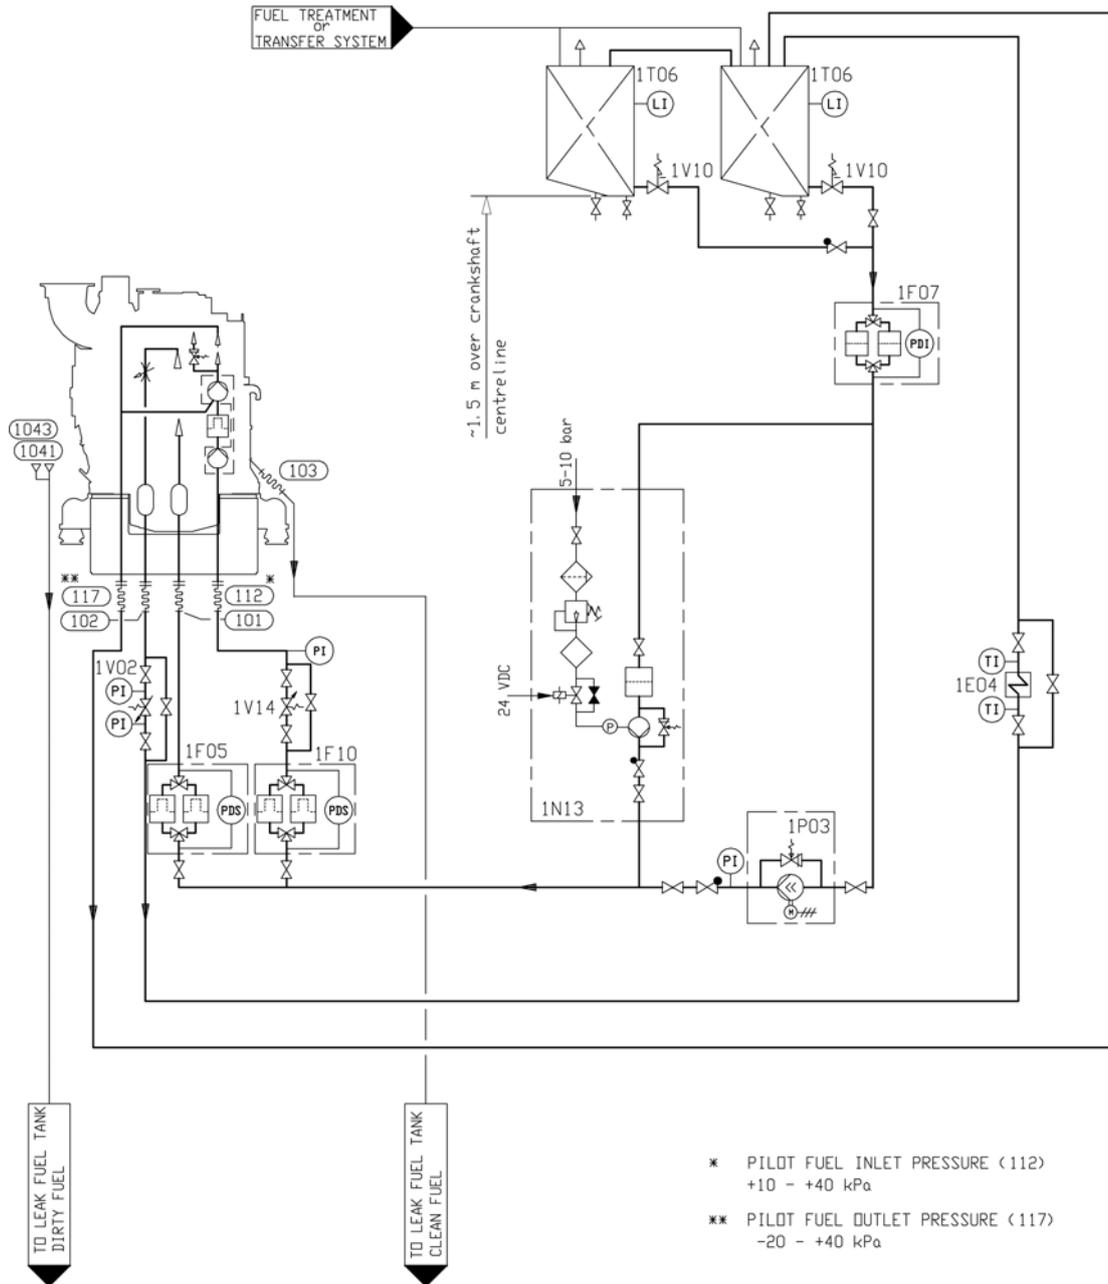 FUEL TREATMENT
or
TRANSFER SYSTEM
1T06
1T06
LI
LI
1V10
1V10
~1.5 m over crankshaft
centreline
1F07
PDI
1043
1041
103
5-10 bar
**
*
117
112
102
101
PI
1V02
PI
PI
1V14
24 VDC
P
TI
1E04
TI
1F05
1F10
PDS
PDS
1N13
1P03
PI
M
TO LEAK FUEL TANK
DIRTY FUEL
TO LEAK FUEL TANK
CLEAN FUEL
* PILOT FUEL INLET PRESSURE (112)
+10 - +40 kPa
** PILOT FUEL OUTLET PRESSURE (117)
-20 - +40 kPa